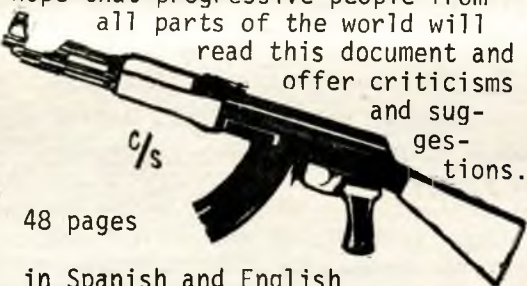 hope that progressive people from
all parts of the world will
read this document and
offer criticisms
and sug-
ges-
tions.
c/s
48 pages
in Spanish and English